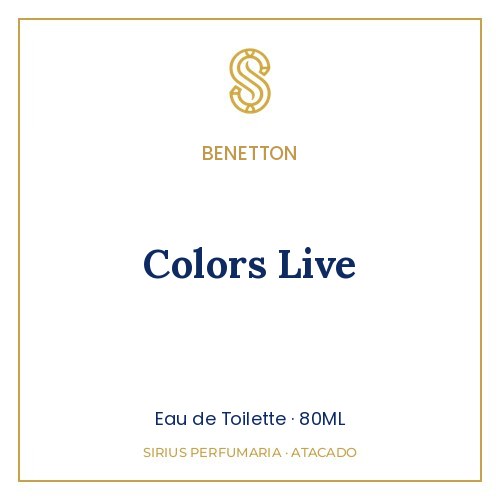 BENETTON
Colors Live
Eau de Toilette · 80ML
SIRIUS PERFUMARIA · ATACADO